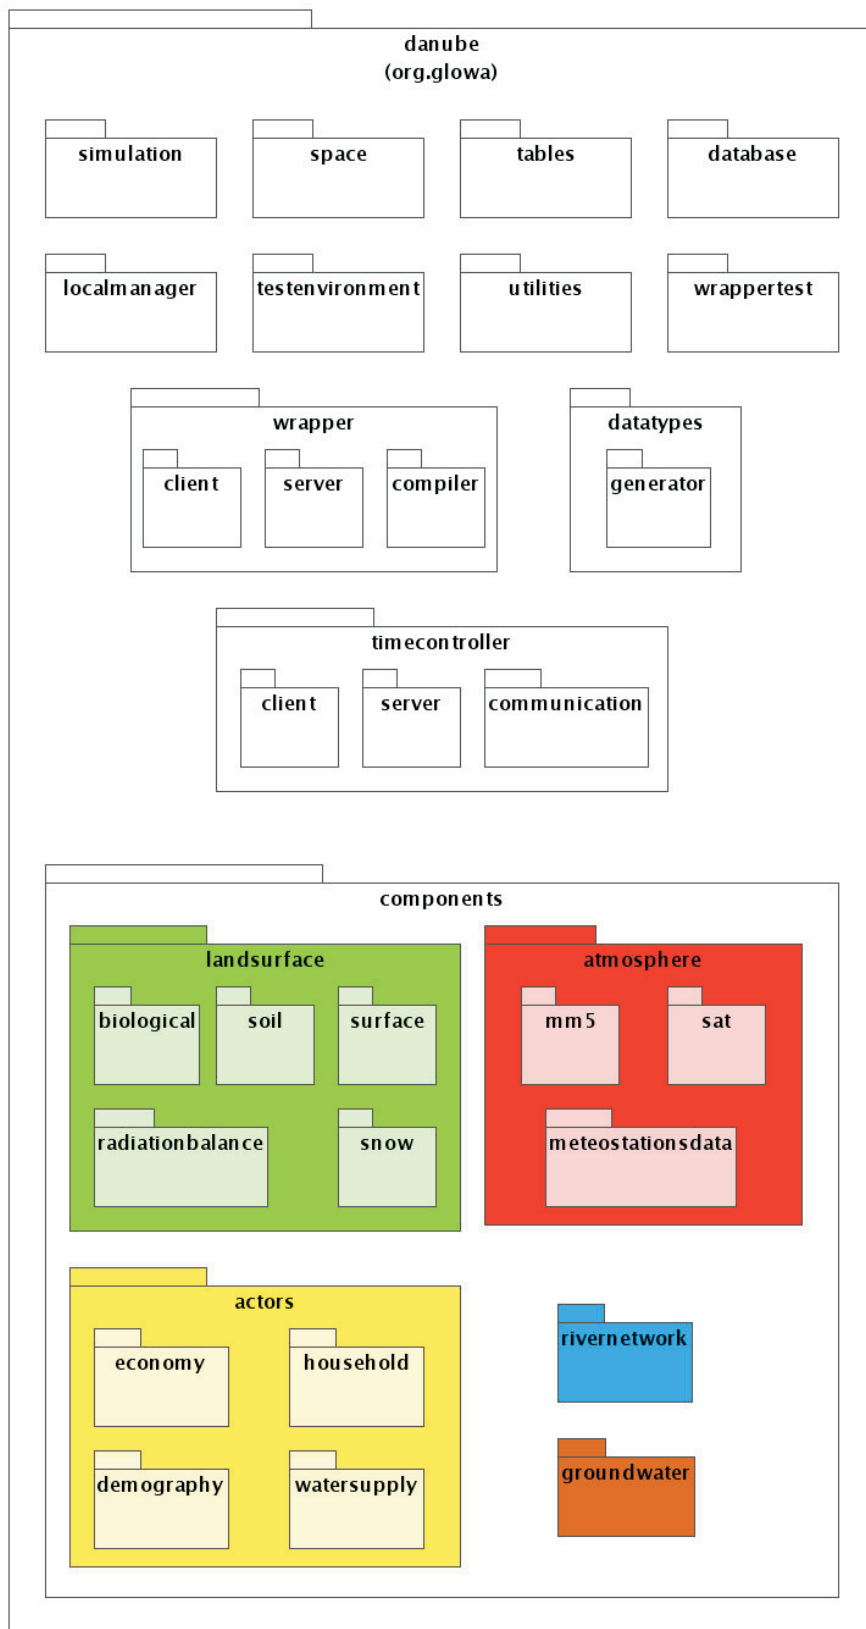 danube
(org.glowa)
simulation
space
tables
database
localmanager
testenvironment
utilities
wrappertest
wrapper
client
server
compiler
datatypes
generator
timecontroller
client
server
communication
components
landsurface
biological
soil
surface
radiationbalance
snow
atmosphere
mm5
sat
meteostationsdata
actors
economy
household
demography
watersupply
rivernetwork
groundwater